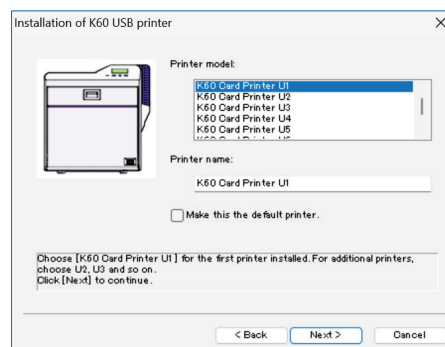 Installation of K60 USB printer
Printer model:
K60 Card Printer U1
K60 Card Printer U2
K60 Card Printer U3
K60 Card Printer U4
K60 Card Printer U5
Printer name:
K60 Card Printer U1
Make this the default printer.
Choose [K60 Card Printer U1] for the first printer installed. For additional printers,
choose U2, U3 and so on.
Click [Next] to continue.
< Back
Next >
Cancel